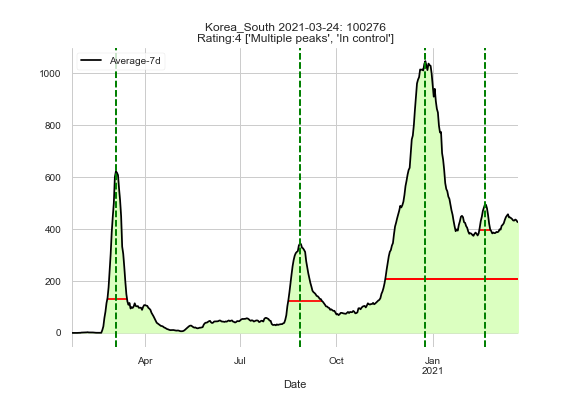 Korea_South 2021-03-24: 100276
Rating:4 ['Multiple peaks', 'In control']
Average-7d
1000
800
600
400
200
0
Apr
Jul
Oct
Jan
2021
Date